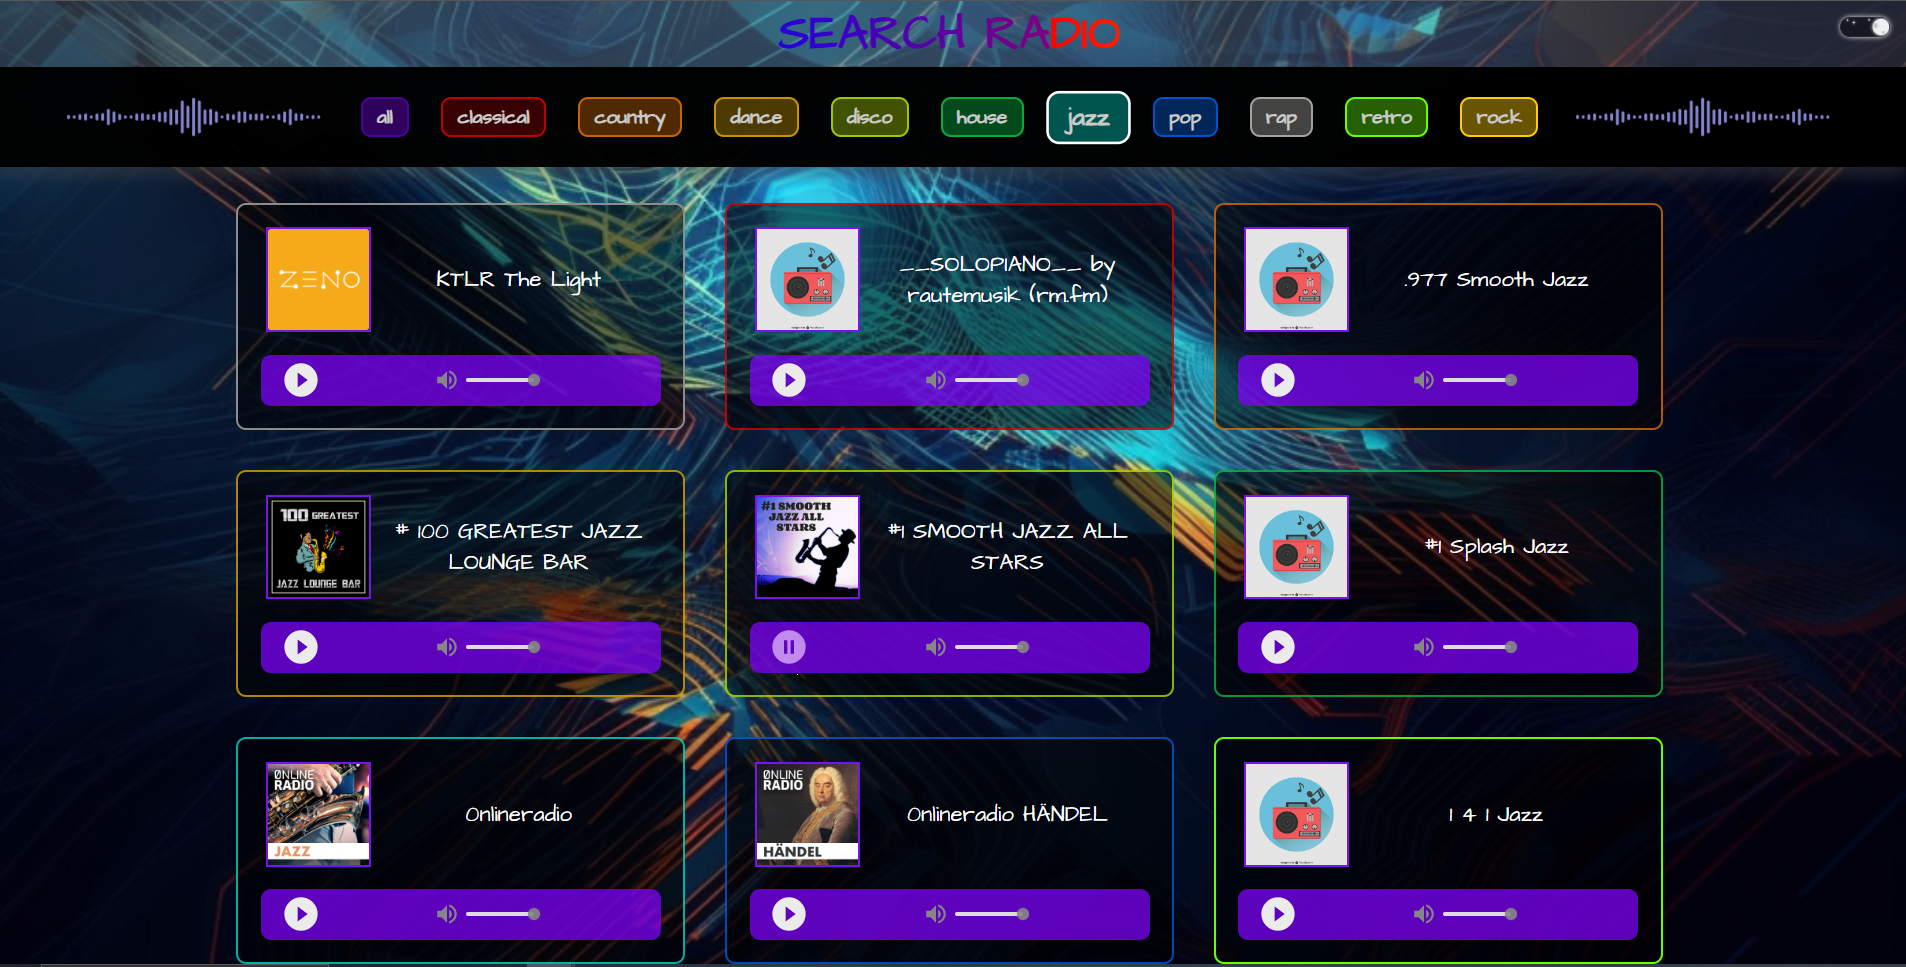 SEARCH RADIO
all
classical
country
dance
disco
house
jazz
pop
rap
retro
rock
ZENO
KTLR The Light
__SOLOPIANO__ by
rautemusik (rm.fm)
.977 Smooth Jazz
100 GREATEST
JAZZ LOUNGE BAR
# 100 GREATEST JAZZ
LOUNGE BAR
#1 SMOOTH
JAZZ ALL
STARS
#1 SMOOTH JAZZ ALL
STARS
#1 Splash Jazz
ONLINE
RADIO
JAZZ
Onlineradio
ONLINE
RADIO
HÄNDEL
Onlineradio HÄNDEL
1 4 1 Jazz